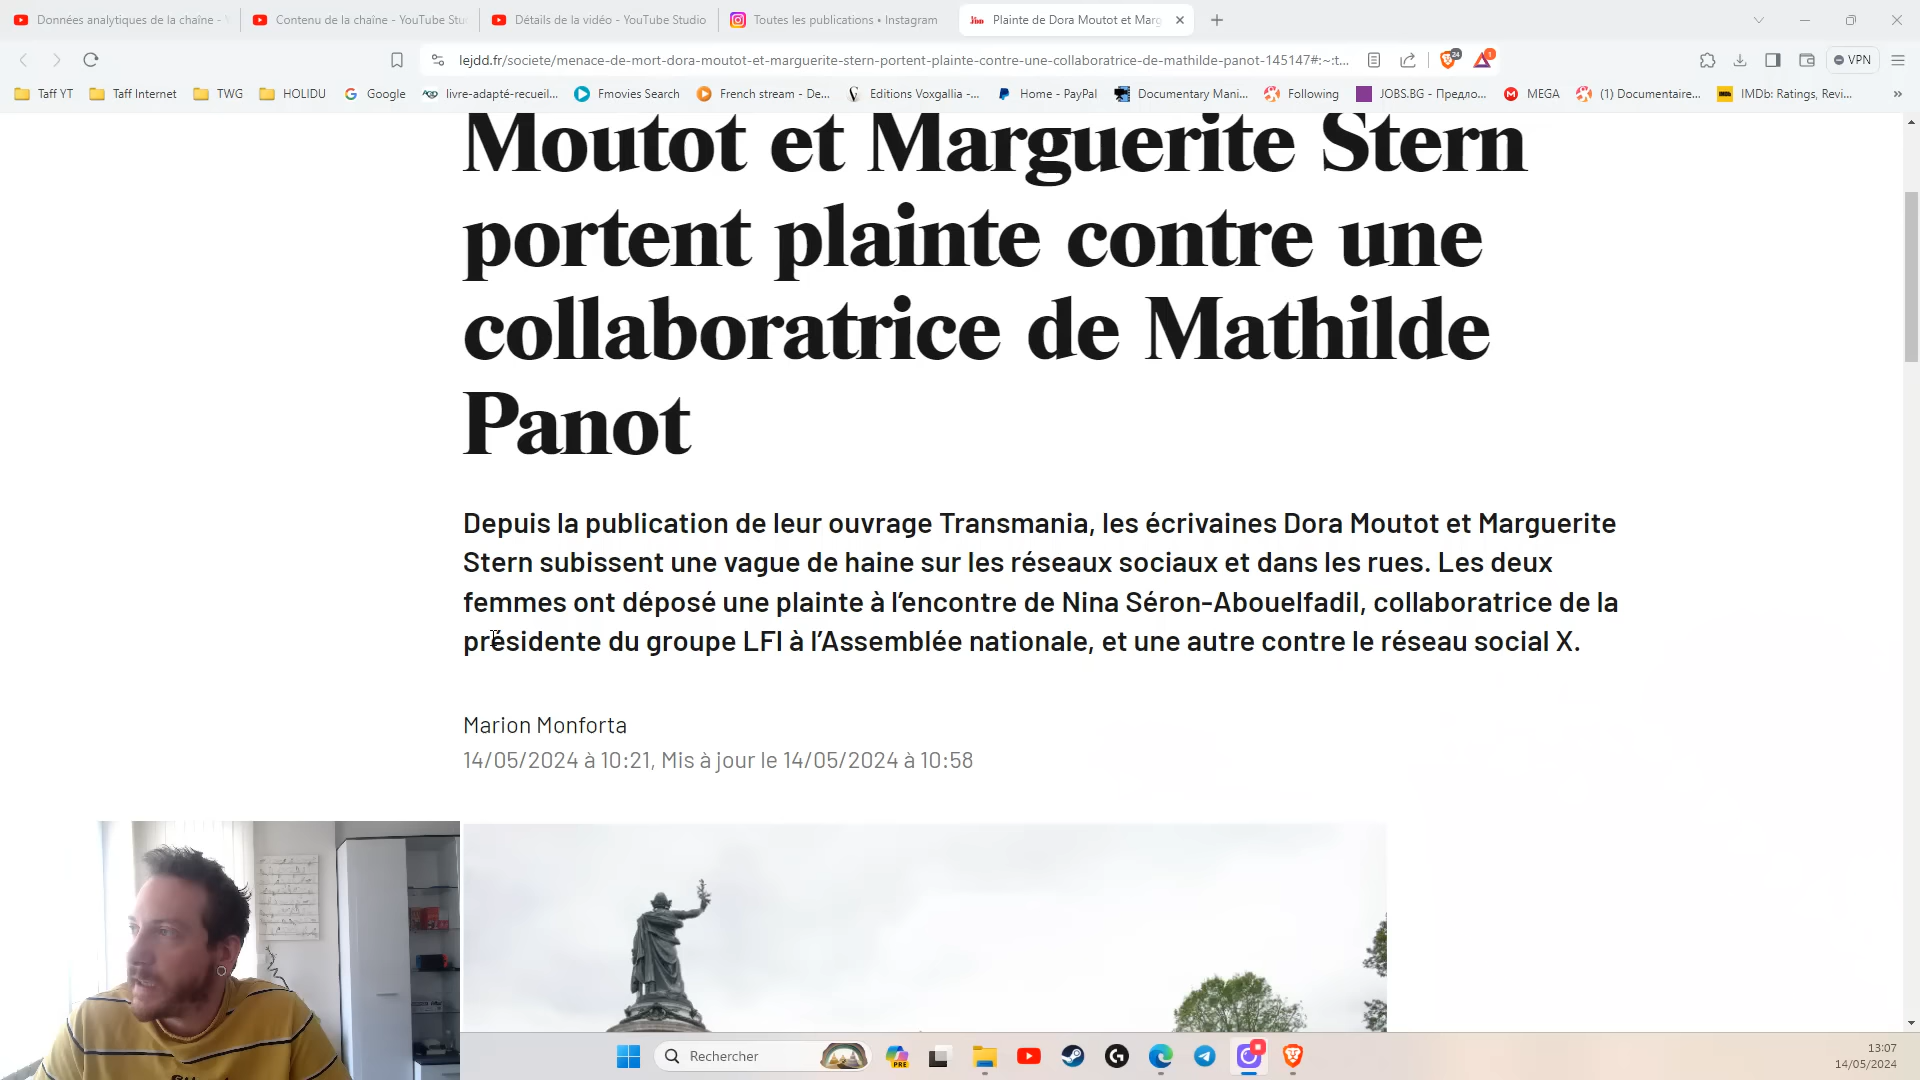 Données analytiques de la chaîne -
Contenu de la chaîne - YouTube Stu
Détails de la vidéo - YouTube Studio
Toutes les publications • Instagram
Plainte de Dora Moutot et Marg
lejdd.fr/societe/menace-de-mort-dora-moutot-et-marguerite-stern-portent-plainte-contre-une-collaboratrice-de-mathilde-panot-145147#:~:t...
24
1
VPN
Taff YT
Taff Internet
TWG
HOLIDU
Google
livre-adapté-recueil...
Fmovies Search
French stream - De...
Editions Voxgallia -...
Home - PayPal
Documentary Mani...
Following
JOBS.BG - Предло...
MEGA
(1) Documentaire...
IMDb: Ratings, Revi...
Moutot et Marguerite Stern
portent plainte contre une
collaboratrice de Mathilde
Panot
Depuis la publication de leur ouvrage Transmania, les écrivaines Dora Moutot et Marguerite
Stern subissent une vague de haine sur les réseaux sociaux et dans les rues. Les deux
femmes ont déposé une plainte à l’encontre de Nina Séron-Abouelfadil, collaboratrice de la
présidente du groupe LFI à l’Assemblée nationale, et une autre contre le réseau social X.
Marion Monforta
14/05/2024 à 10:21, Mis à jour le 14/05/2024 à 10:58
Rechercher
PRE
13:07
14/05/2024